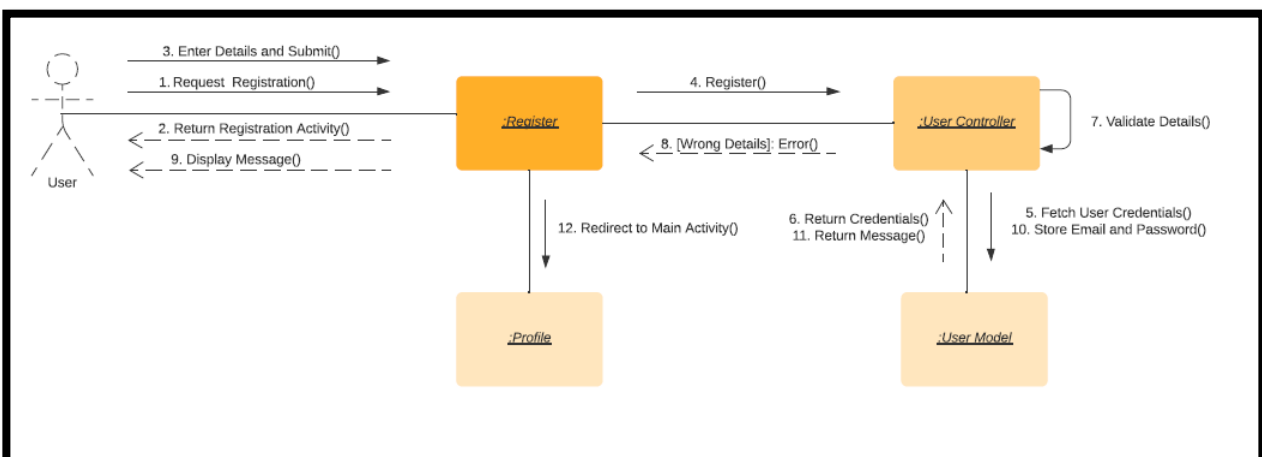 3. Enter Details and Submit()
1. Request Registration()
4. Register()
:Register
:User Controller
7. Validate Details()
2. Return Registration Activity()
8. [Wrong Details]: Error()
9. Display Message()
User
12. Redirect to Main Activity()
6. Return Credentials()
11. Return Message()
5. Fetch User Credentials()
10. Store Email and Password()
:Profile
:User Model